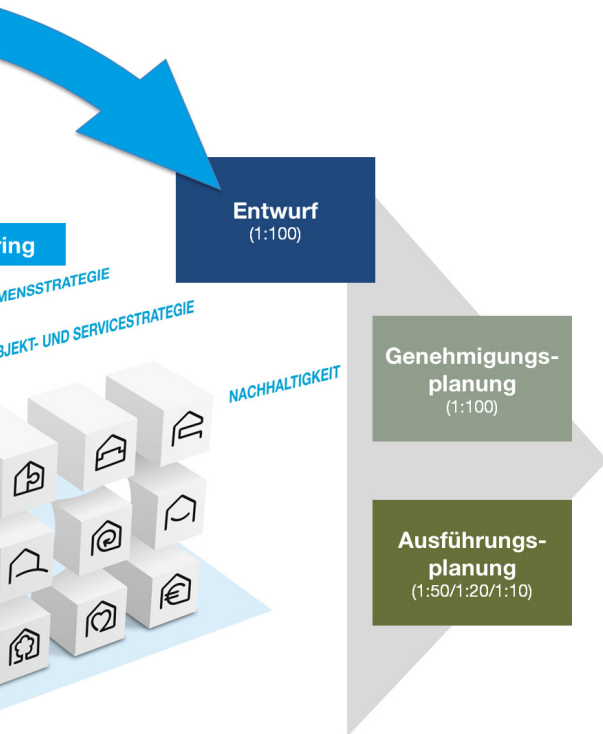 Entwurf
(1:100)
ring
MENSSTRATEGIE
BJEKT- UND SERVICESTRATEGIE
NACHHALTIGKEIT
Genehmigungs-
planung
(1:100)
Ausführungs-
planung
(1:50/1:20/1:10)
€